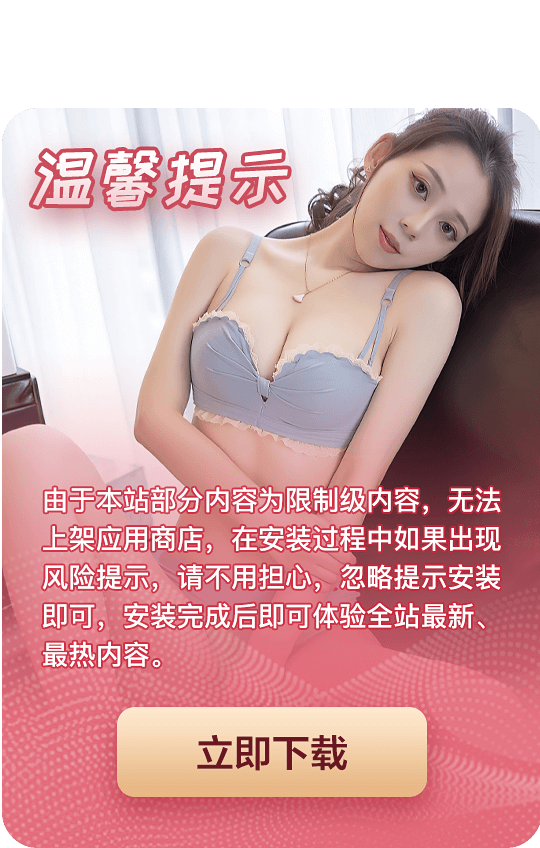 温馨提示
由于本站部分内容为限制级内容，无法
上架应用商店，在安装过程中如果出现
风险提示，请不用担心，忽略提示安装
即可，安装完成后即可体验全站最新、
最热内容。
立即下载